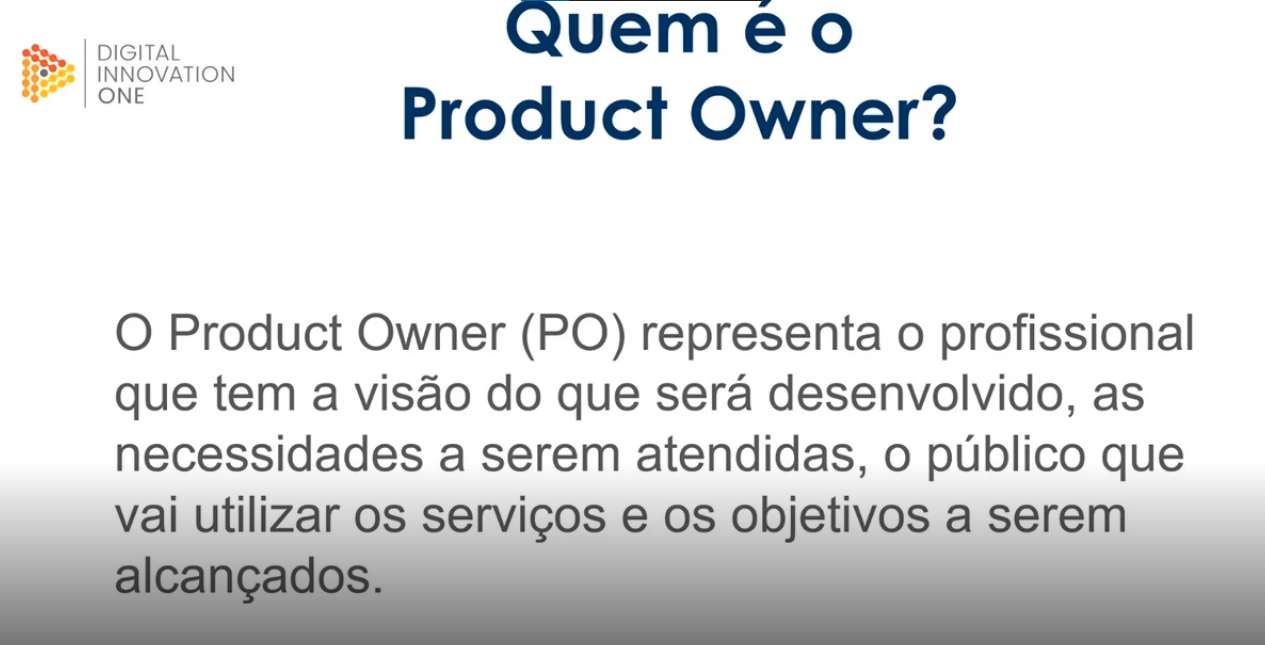 DIGITAL
INNOVATION
ONE
Quem é o
Product Owner?
O Product Owner (PO) representa o profissional
que tem a visão do que será desenvolvido, as
necessidades a serem atendidas, o público que
vai utilizar os serviços e os objetivos a serem
alcançados.